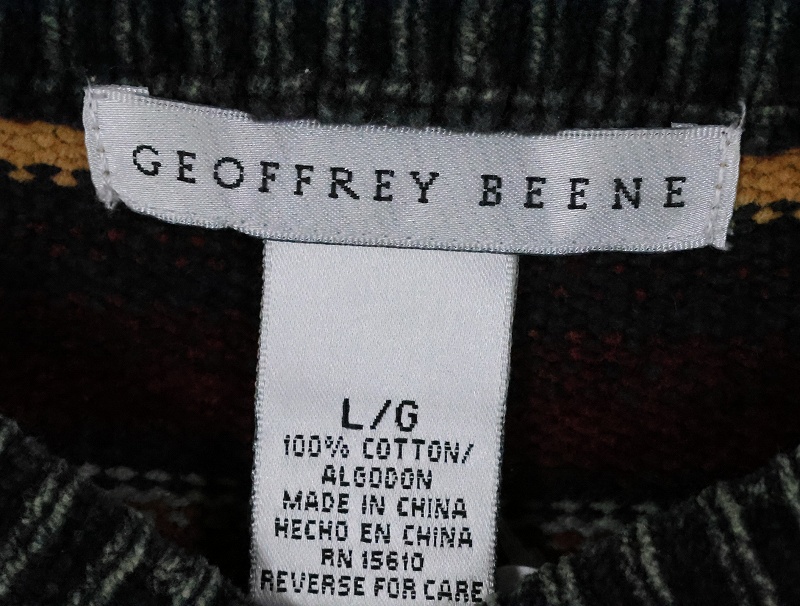 GEOFFREY BEENE
L/G
100% COTTON/
ALGODON
MADE IN CHINA
HECHO EN CHINA
RN 15610
REVERSE FOR CARE